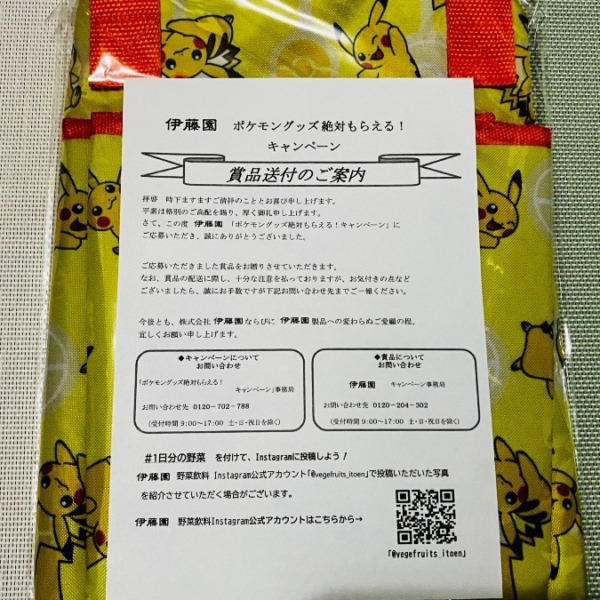 伊藤園 ポケモングッズ絶対もらえる!
キャンペーン
賞品送付のご案内
拝啓 時下ますますご清祥のこととお喜び申し上げます。
平素は格別のご高配を賜り、厚く御礼申し上げます。
さて、この度 伊藤園 「ポケモングッズ絶対もらえる!キャンペーン」に
ご応募いただき、誠にありがとうございました。
ご応募いただきました賞品をお贈りさせていただきます。
なお、賞品の配送に際し、十分な注意を払っておりますが、お気付きの点など
ございましたら、誠にお手数ですが下記お問い合わせ先までご一報ください。
今後とも、株式会社 伊藤園ならびに 伊藤園製品への変わらぬご愛顧の程、
宜しくお願い申し上げます。
◆キャンペーンについて
お問い合わせ
「ポケモングッズ絶対もらえる!
キャンペーン」事務局
お問い合わせ先 0120-702-788
(受付時間 9:00~17:00 土・日・祝日を除く)
◆賞品について
お問い合わせ
伊藤園 キャンペーン事務局
お問い合わせ先 0120-204-302
(受付時間 9:00~17:00 土・日・祝日を除く)
#1日分の野菜 を付けて、Instagramに投稿しよう!
伊藤園 野菜飲料 Instagram公式アカウント「@vegefruits_itoen」で投稿いただいた写真
を紹介させていただく場合がございます。
伊藤園 野菜飲料Instagram公式アカウントはこちらから→
「@vegefruits_itoen」